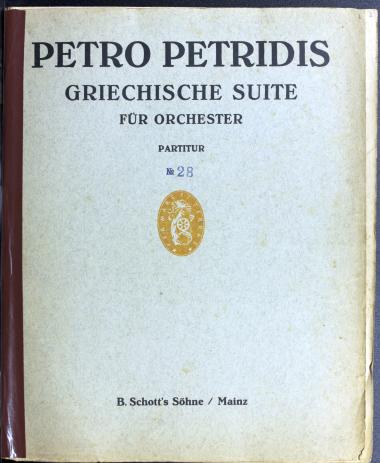 PETRO PETRIDIS
GRIECHISCHE SUITE
FÜR ORCHESTER
PARTITUR
№ 28
B. Schott's Söhne / Mainz